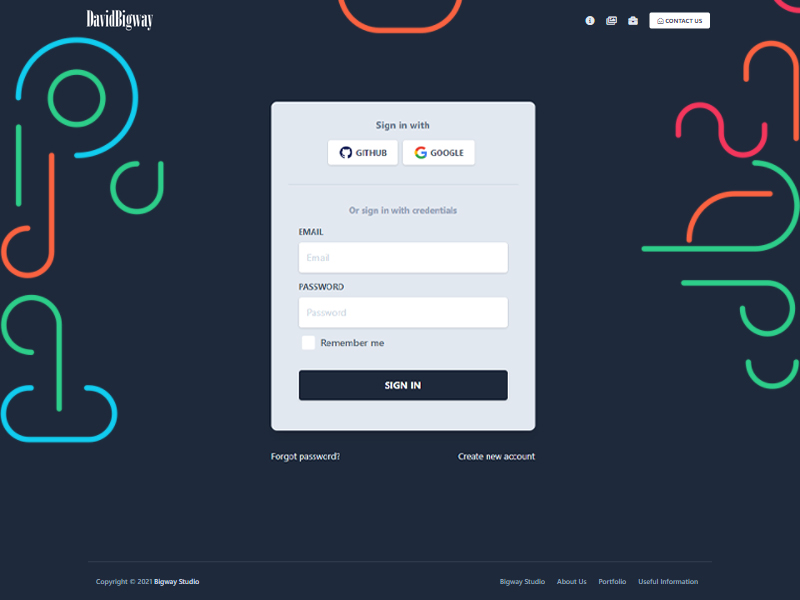 DavidBigway
CONTACT US
Sign in with
GITHUB
GOOGLE
Or sign in with credentials
EMAIL
Email
PASSWORD
Password
Remember me
SIGN IN
Forgot password?
Create new account
Copyright © 2021 Bigway Studio
Bigway Studio
About Us
Portfolio
Useful Information